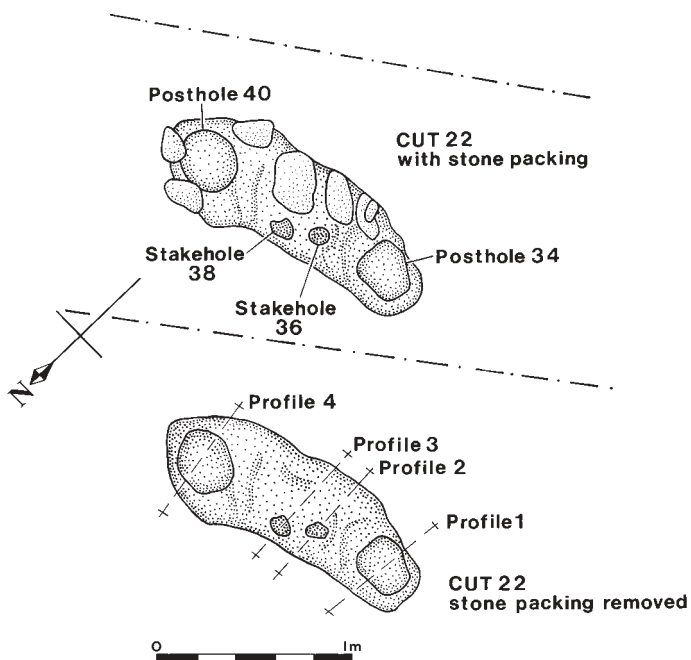 Posthole 40
CUT 22
with stone packing
Stakehole
38
Posthole 34
Stakehole
36
N
Profile 4
Profile 3
Profile 2
Profile 1
CUT 22
stone packing removed
0 1m